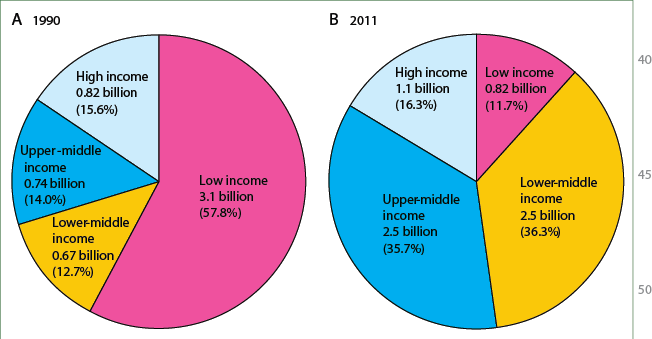 A 1990
High income
0.82 billion
(15.6%)
Upper-middle
income
0.74 billion
(14.0%)
Lower-middle
income
0.67 billion
(12.7%)
Low income
3.1 billion
(57.8%)
B 2011
High income
1.1 billion
(16.3%)
Low income
0.82 billion
(11.7%)
Upper-middle
income
2.5 billion
(35.7%)
Lower-middle
income
2.5 billion
(36.3%)
40
45
50